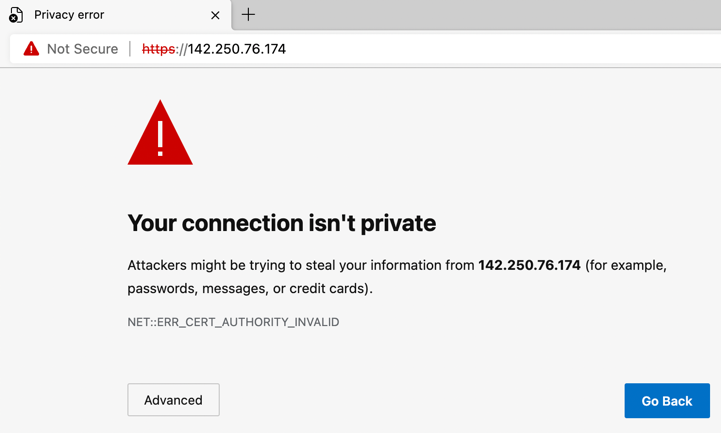 Privacy error
Not Secure | https://142.250.76.174
Your connection isn't private
Attackers might be trying to steal your information from 142.250.76.174 (for example,
passwords, messages, or credit cards).
NET::ERR_CERT_AUTHORITY_INVALID
Advanced
Go Back